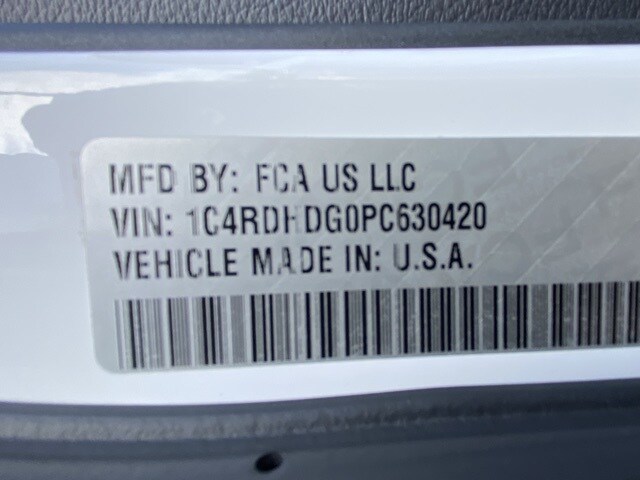 MFD BY: FCA US LLC
VIN: 1C4RDHDG0PC630420
VEHICLE MADE IN: U.S.A.